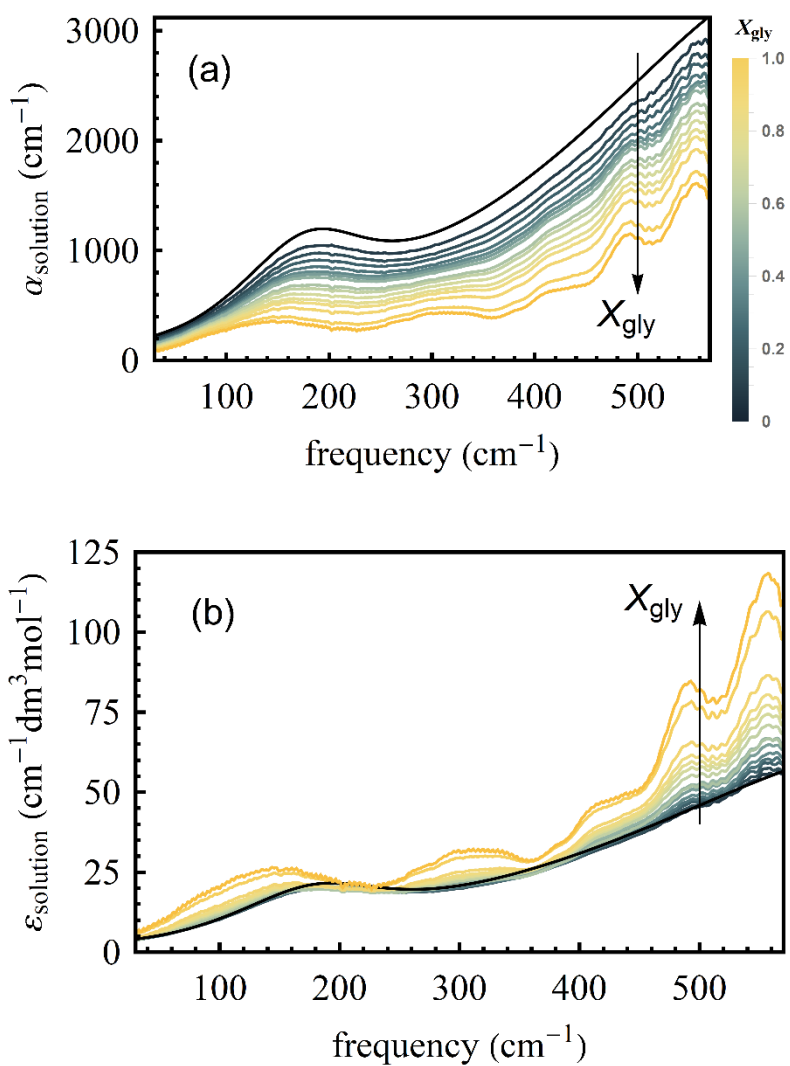 3000
2000
1000
0
α_solution (cm⁻¹)
(a)
X_gly
100 200 300 400 500
frequency (cm⁻¹)
X_gly
1.0
0.8
0.6
0.4
0.2
0
125
100
75
50
25
0
ε_solution (cm⁻¹dm³mol⁻¹)
(b)
X_gly
100 200 300 400 500
frequency (cm⁻¹)